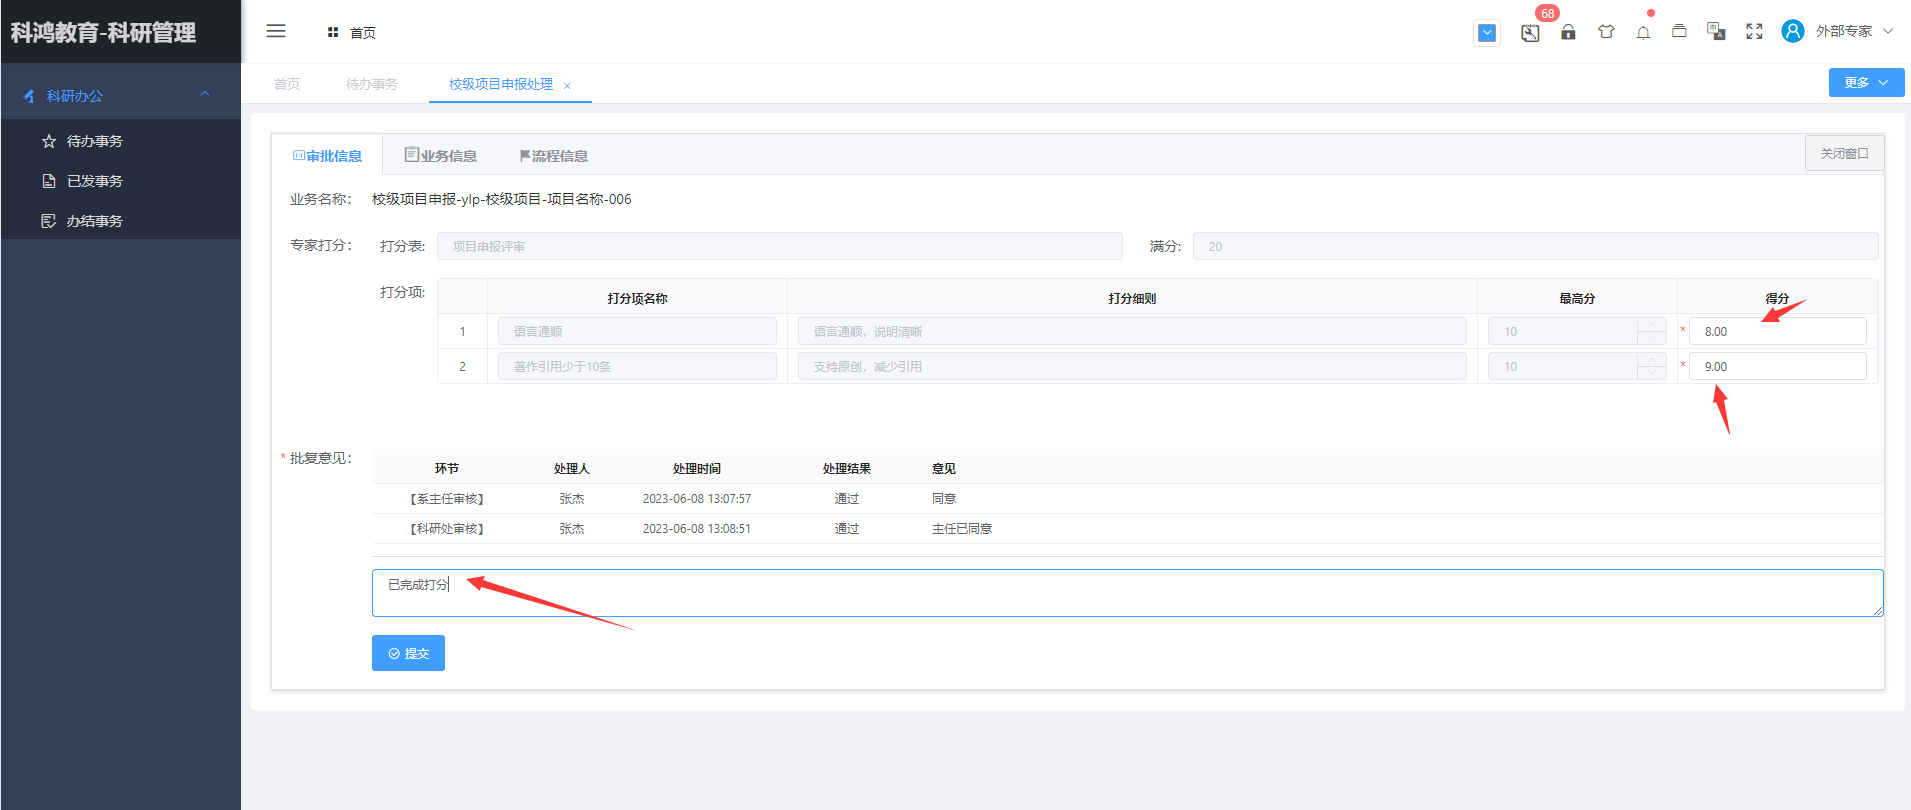 科鸿教育-科研管理
首页
68
外部专家
科研办公
待办事务
已发事务
办结事务
首页 待办事务 校级项目申报处理 ×
更多
审批信息 业务信息 流程信息
关闭窗口
业务名称: 校级项目申报-ylp-校级项目-项目名称-006
专家打分: 打分表: 项目申报评审 满分: 20
打分项:
打分项名称 打分细则 最高分 得分
1 语言通顺 语言通顺，说明清晰 10 * 8.00
2 著作引用少于10条 支持原创，减少引用 10 * 9.00
* 批复意见:
环节 处理人 处理时间 处理结果 意见
【系主任审核】 张杰 2023-06-08 13:07:57 通过 同意
【科研处审核】 张杰 2023-06-08 13:08:51 通过 主任已同意
已完成打分
提交